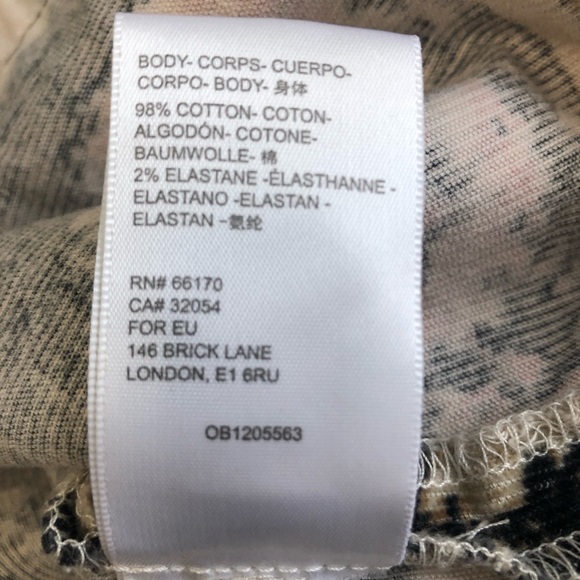 BODY- CORPS- CUERPO-
CORPO- BODY- 身体
98% COTTON- COTON-
ALGODÓN- COTONE-
BAUMWOLLE- 棉
2% ELASTANE -ÉLASTHANNE -
ELASTANO -ELASTAN -
ELASTAN -氨纶
RN# 66170
CA# 32054
FOR EU
146 BRICK LANE
LONDON, E1 6RU
OB1205563